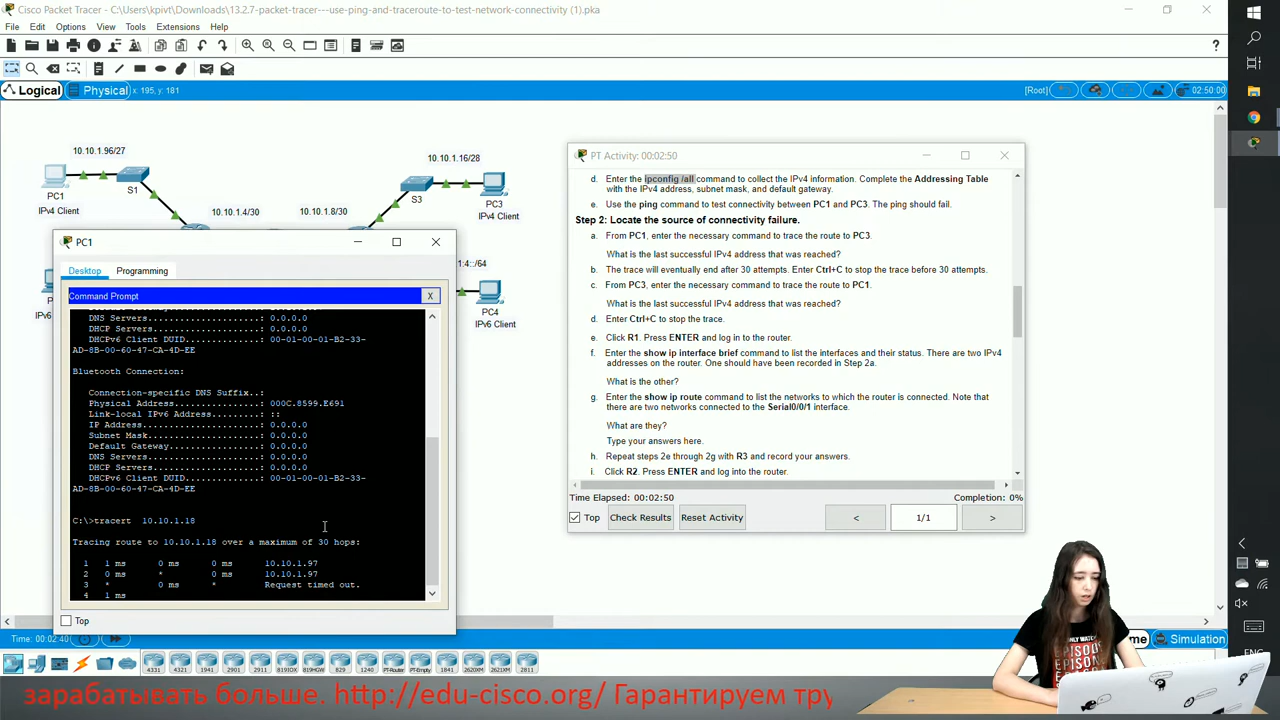 Cisco Packet Tracer - C:\Users\kpivt\Downloads\13.2.7-packet-tracer---use-ping-and-traceroute-to-test-network-connectivity (1).pka
File Edit Options View Tools Extensions Help
?
Logical Physical x: 195, y: 181
[Root] 02:50:00
10.10.1.96/27
PC1
IPv4 Client
S1
10.10.1.4/30
10.10.1.8/30
10.10.1.16/28
S3
PC3
IPv4 Client
1:4::/64
PC4
IPv6 Client
P
IPv6
PC1
Desktop Programming
Command Prompt X
DNS Servers....................: 0.0.0.0
DHCP Servers...................: 0.0.0.0
DHCPv6 Client DUID.............: 00-01-00-01-B2-33-
AD-8B-00-60-47-CA-4D-EE
Bluetooth Connection:
Connection-specific DNS Suffix..:
Physical Address...............: 000C.8599.E691
Link-local IPv6 Address.........: ::
IP Address.....................: 0.0.0.0
Subnet Mask....................: 0.0.0.0
Default Gateway................: 0.0.0.0
DNS Servers....................: 0.0.0.0
DHCP Servers...................: 0.0.0.0
DHCPv6 Client DUID.............: 00-01-00-01-B2-33-
AD-8B-00-60-47-CA-4D-EE
C:\>tracert 10.10.1.18
Tracing route to 10.10.1.18 over a maximum of 30 hops:
1 1 ms 0 ms 0 ms 10.10.1.97
2 0 ms * 0 ms 10.10.1.97
3 * 0 ms * Request timed out.
4 1 ms
Top
PT Activity: 00:02:50
d. Enter the ipconfig /all command to collect the IPv4 information. Complete the Addressing Table
with the IPv4 address, subnet mask, and default gateway.
e. Use the ping command to test connectivity between PC1 and PC3. The ping should fail.
Step 2: Locate the source of connectivity failure.
a. From PC1, enter the necessary command to trace the route to PC3.
What is the last successful IPv4 address that was reached?
b. The trace will eventually end after 30 attempts. Enter Ctrl+C to stop the trace before 30 attempts.
c. From PC3, enter the necessary command to trace the route to PC1.
What is the last successful IPv4 address that was reached?
d. Enter Ctrl+C to stop the trace.
e. Click R1. Press ENTER and log in to the router.
f. Enter the show ip interface brief command to list the interfaces and their status. There are two IPv4
addresses on the router. One should have been recorded in Step 2a.
What is the other?
g. Enter the show ip route command to list the networks to which the router is connected. Note that
there are two networks connected to the Serial0/0/1 interface.
What are they?
Type your answers here.
h. Repeat steps 2e through 2g with R3 and record your answers.
i. Click R2. Press ENTER and log into the router.
Time Elapsed: 00:02:50 Completion: 0%
Top Check Results Reset Activity < 1/1 >
Time: 00:02:40
me Simulation
4331 4321 1941 2901 2911 819IOX 819HGW 829 1240 PT-Router PT-Empty 1841 2620XM 2621XM 2811
зарабатывать больше. http://edu-cisco.org/ Гарантируем тру